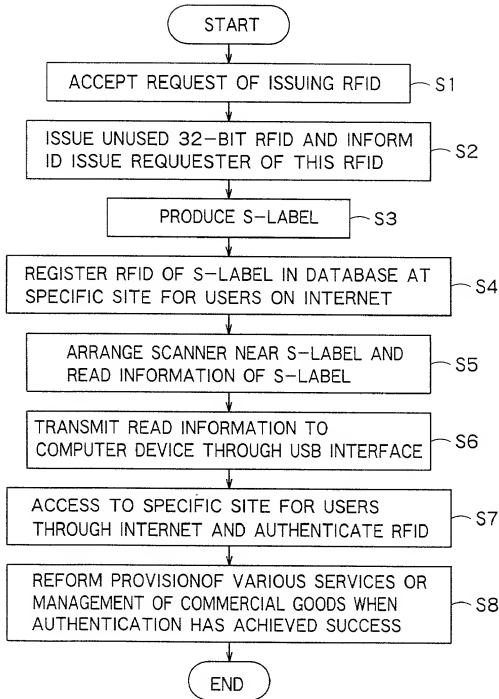 START
ACCEPT REQUEST OF ISSUING RFID
S1
ISSUE UNUSED 32-BIT RFID AND INFORM
ID ISSUE REQUUESTER OF THIS RFID
S2
PRODUCE S-LABEL
S3
REGISTER RFID OF S-LABEL IN DATABASE AT
SPECIFIC SITE FOR USERS ON INTERNET
S4
ARRANGE SCANNER NEAR S-LABEL AND
READ INFORMATION OF S-LABEL
S5
TRANSMIT READ INFORMATION TO
COMPUTER DEVICE THROUGH USB INTERFACE
S6
ACCESS TO SPECIFIC SITE FOR USERS
THROUGH INTERNET AND AUTHENTICATE RFID
S7
REFORM PROVISIONOF VARIOUS SERVICES OR
MANAGEMENT OF COMMERCIAL GOODS WHEN
AUTHENTICATION HAS ACHIEVED SUCCESS
S8
END